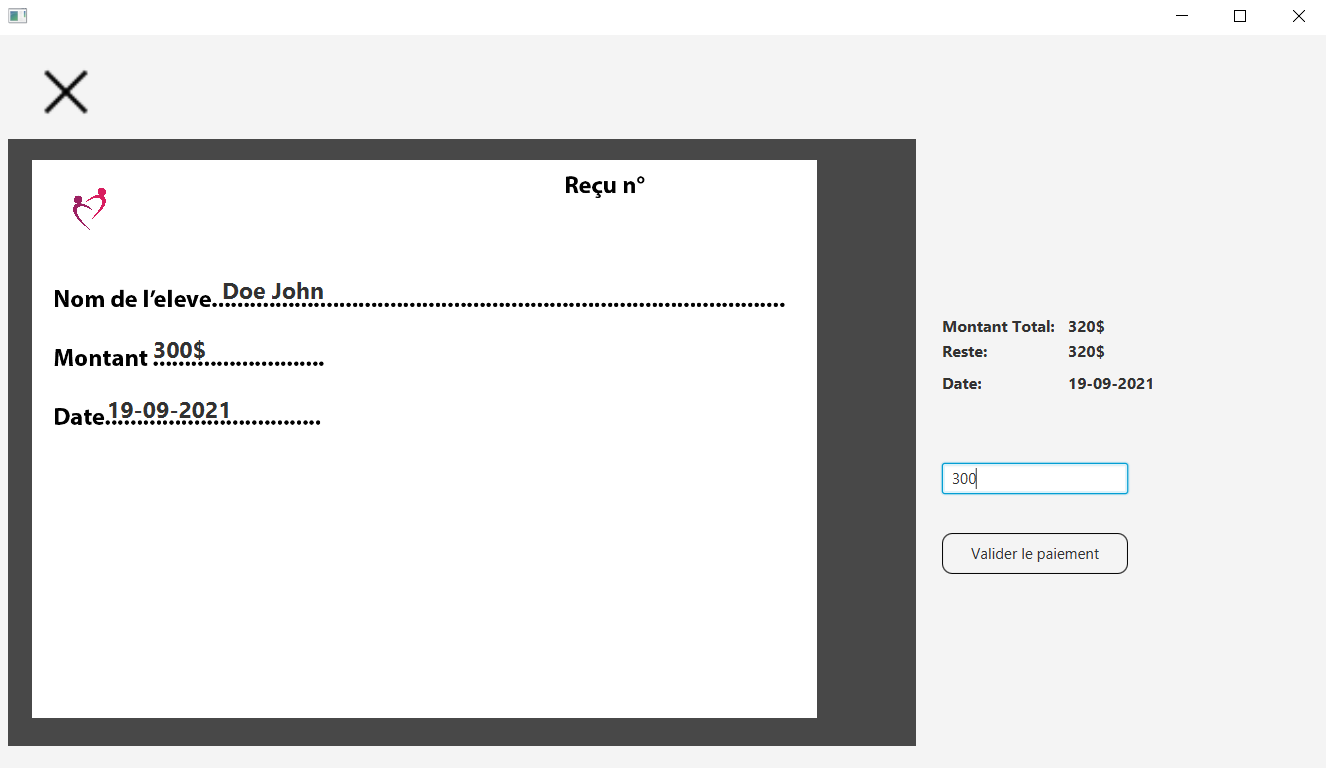 Reçu n°
Nom de l’eleve..Doe John..........................................................................................
Montant 300$...........................
Date.19-09-2021..................................
Montant Total: 320$
Reste: 320$
Date: 19-09-2021
300
Valider le paiement